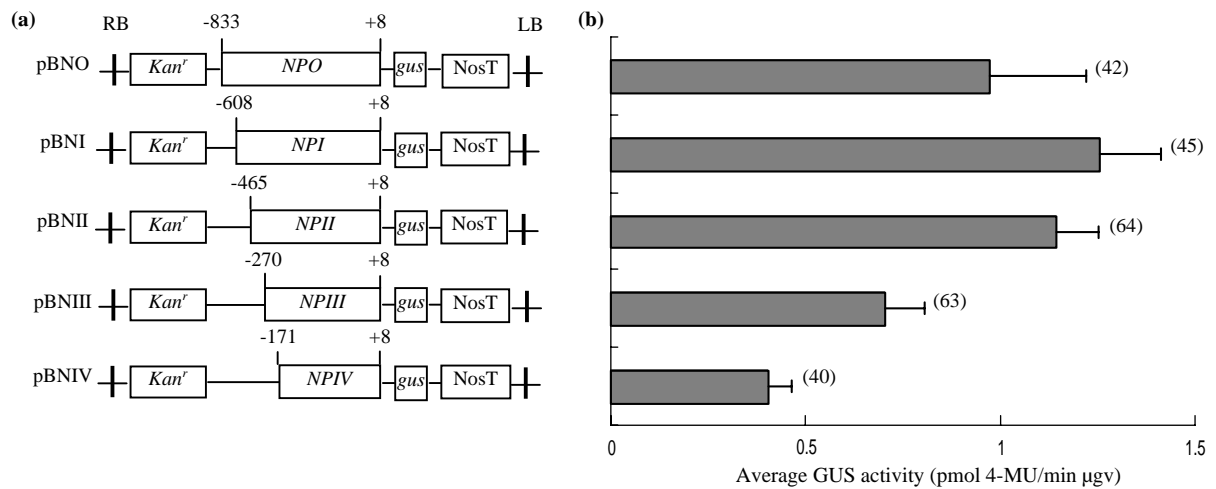 (a)
RB -833 +8 LB
pBNO Kanʳ NPO gus NosT
-608 +8
pBNI Kanʳ NPI gus NosT
-465 +8
pBNII Kanʳ NPII gus NosT
-270 +8
pBNIII Kanʳ NPIII gus NosT
-171 +8
pBNIV Kanʳ NPIV gus NosT
(b)
(42)
(45)
(64)
(63)
(40)
0 0.5 1 1.5
Average GUS activity (pmol 4-MU/min µgv)